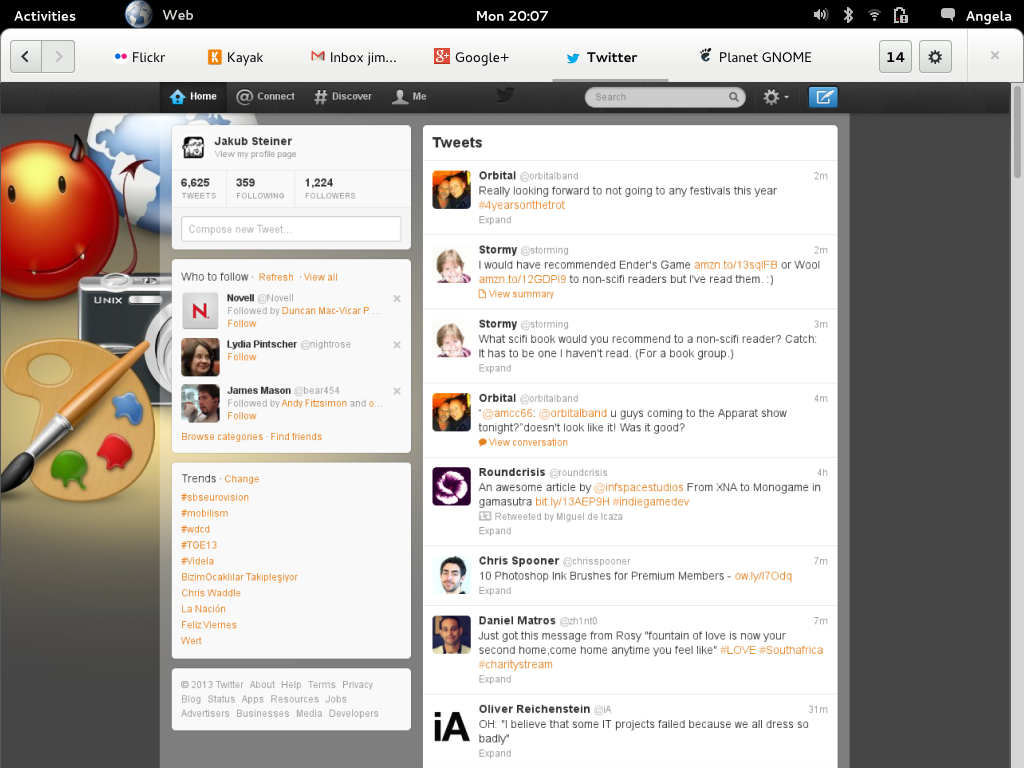 Activities Web Mon 20:07 Angela
Flickr Kayak Inbox jim... Google+ Twitter Planet GNOME 14
Home Connect Discover Me Search
UNIX
Jakub Steiner
View my profile page
6,625 359 1,224
TWEETS FOLLOWING FOLLOWERS
Compose new Tweet...
Who to follow · Refresh · View all
Novell @Novell
Followed by Duncan Mac-Vicar P. ...
Follow
Lydia Pintscher @nightrose
Follow
James Mason @bear454
Followed by Andy Fitzsimon and o...
Follow
Browse categories · Find friends
Trends · Change
#sbseurovision
#mobilism
#wdcd
#TGE13
#Videla
BizimOcaklılar Takipleşiyor
Chris Waddle
La Nación
Feliz Viernes
Wert
© 2013 Twitter About Help Terms Privacy
Blog Status Apps Resources Jobs
Advertisers Businesses Media Developers
Tweets
Orbital @orbitalband 2m
Really looking forward to not going to any festivals this year
#4yearsonthetrot
Expand
Stormy @storming 2m
I would have recommended Ender's Game amzn.to/13sqlFB or Wool
amzn.to/12GDPi9 to non-scifi readers but I've read them. :)
View summary
Stormy @storming 3m
What scifi book would you recommend to a non-scifi reader? Catch:
It has to be one I haven't read. (For a book group.)
Expand
Orbital @orbitalband 4m
"@amcc66: @orbitalband u guys coming to the Apparat show
tonight?"doesn't look like it! Was it good?
View conversation
Roundcrisis @roundcrisis 4h
An awesome article by @infspacestudios From XNA to Monogame in
gamasutra bit.ly/13AEP9H #indiegamedev
Retweeted by Miguel de Icaza
Expand
Chris Spooner @chrisspooner 7m
10 Photoshop Ink Brushes for Premium Members - ow.ly/l7Odq
Expand
Daniel Matros @zh1nt0 7m
Just got this message from Rosy "fountain of love is now your
second home,come home anytime you feel like" #LOVE #Southafrica
#charitystream
Expand
iA
Oliver Reichenstein @iA 31m
OH: "I believe that some IT projects failed because we all dress so
badly"
Expand